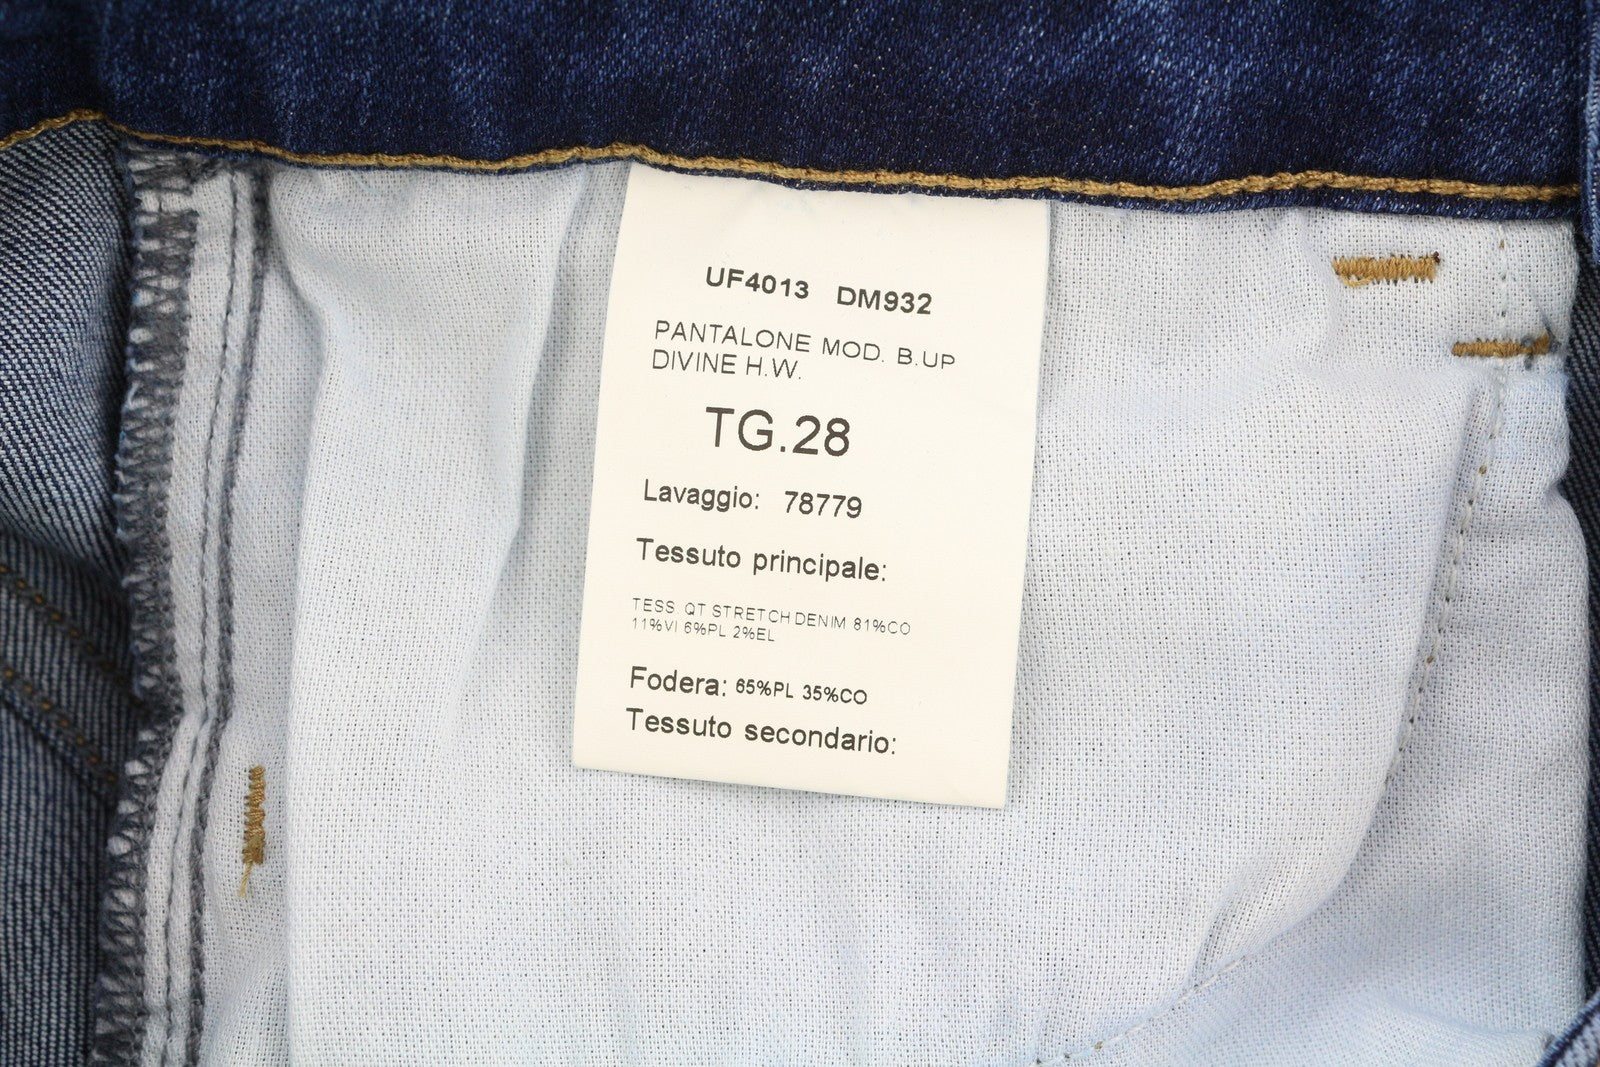 UF4013 DM932
PANTALONE MOD. B.UP
DIVINE H.W.
TG.28
Lavaggio: 78779
Tessuto principale:
TESS QT STRETCH DENIM 81%CO
11%VI 6%PL 2%EL
Fodera: 65%PL 35%CO
Tessuto secondario: